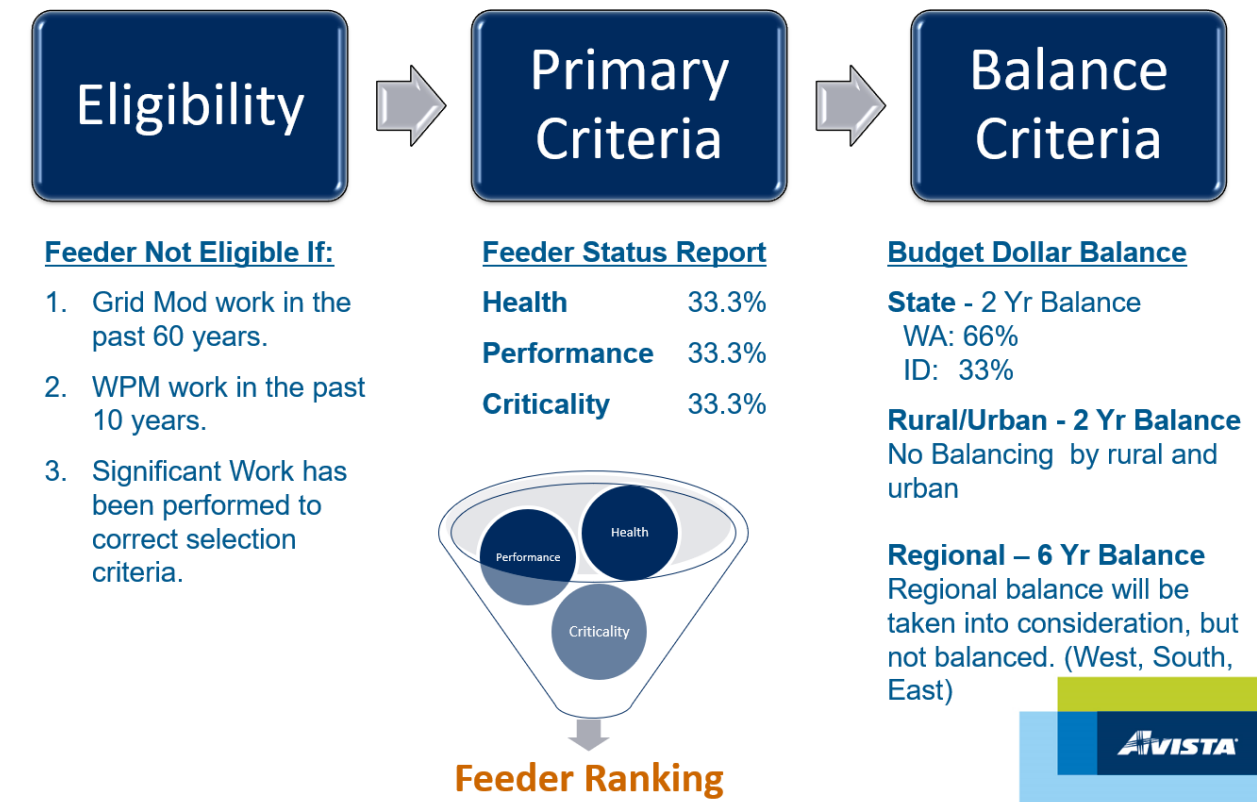 Eligibility
Primary
Criteria
Balance
Criteria
Feeder Not Eligible If:
1. Grid Mod work in the
past 60 years.
2. WPM work in the past
10 years.
3. Significant Work has
been performed to
correct selection
criteria.
Feeder Status Report
Health 33.3%
Performance 33.3%
Criticality 33.3%
Health
Performance
Criticality
Feeder Ranking
Budget Dollar Balance
State - 2 Yr Balance
WA: 66%
ID: 33%
Rural/Urban - 2 Yr Balance
No Balancing by rural and
urban
Regional – 6 Yr Balance
Regional balance will be
taken into consideration, but
not balanced. (West, South,
East)
AVISTA